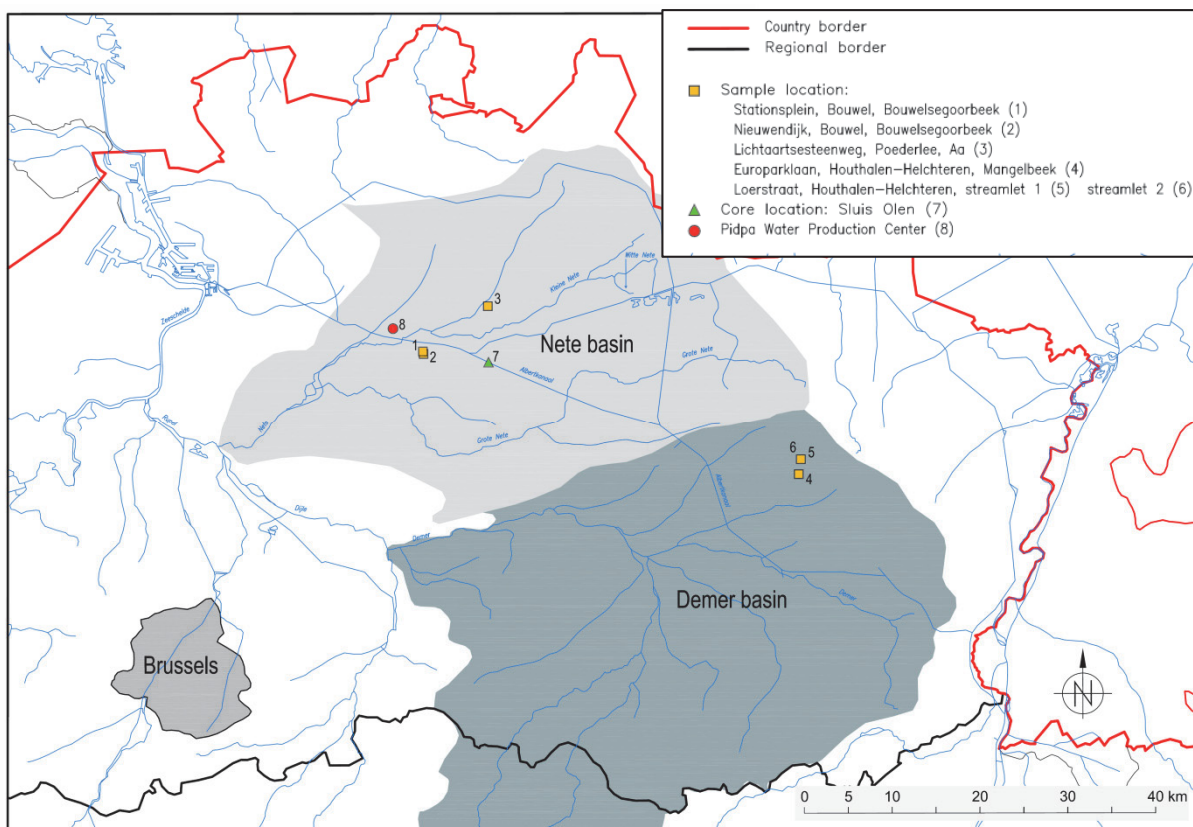 Country border
Regional border
Sample location:
Stationsplein, Bouwel, Bouwelsegoorbeek (1)
Nieuwendijk, Bouwel, Bouwelsegoorbeek (2)
Lichtaartsesteenweg, Poederlee, Aa (3)
Europarklaan, Houthalen-Helchteren, Mangelbeek (4)
Loerstraat, Houthalen-Helchteren, streamlet 1 (5) streamlet 2 (6)
Core location: Sluis Olen (7)
Pidpa Water Production Center (8)
Witte Nete
Kleine Nete
Zeeschelde
3
8
1
2
7
Nete basin
Grote Nete
Albertkanaal
Rupel
Nete
Grote Nete
6 5
4
Albertkanaal
Dijle
Demer
Demer basin
Demer
Brussels
N
0 5 10 20 30 40 km